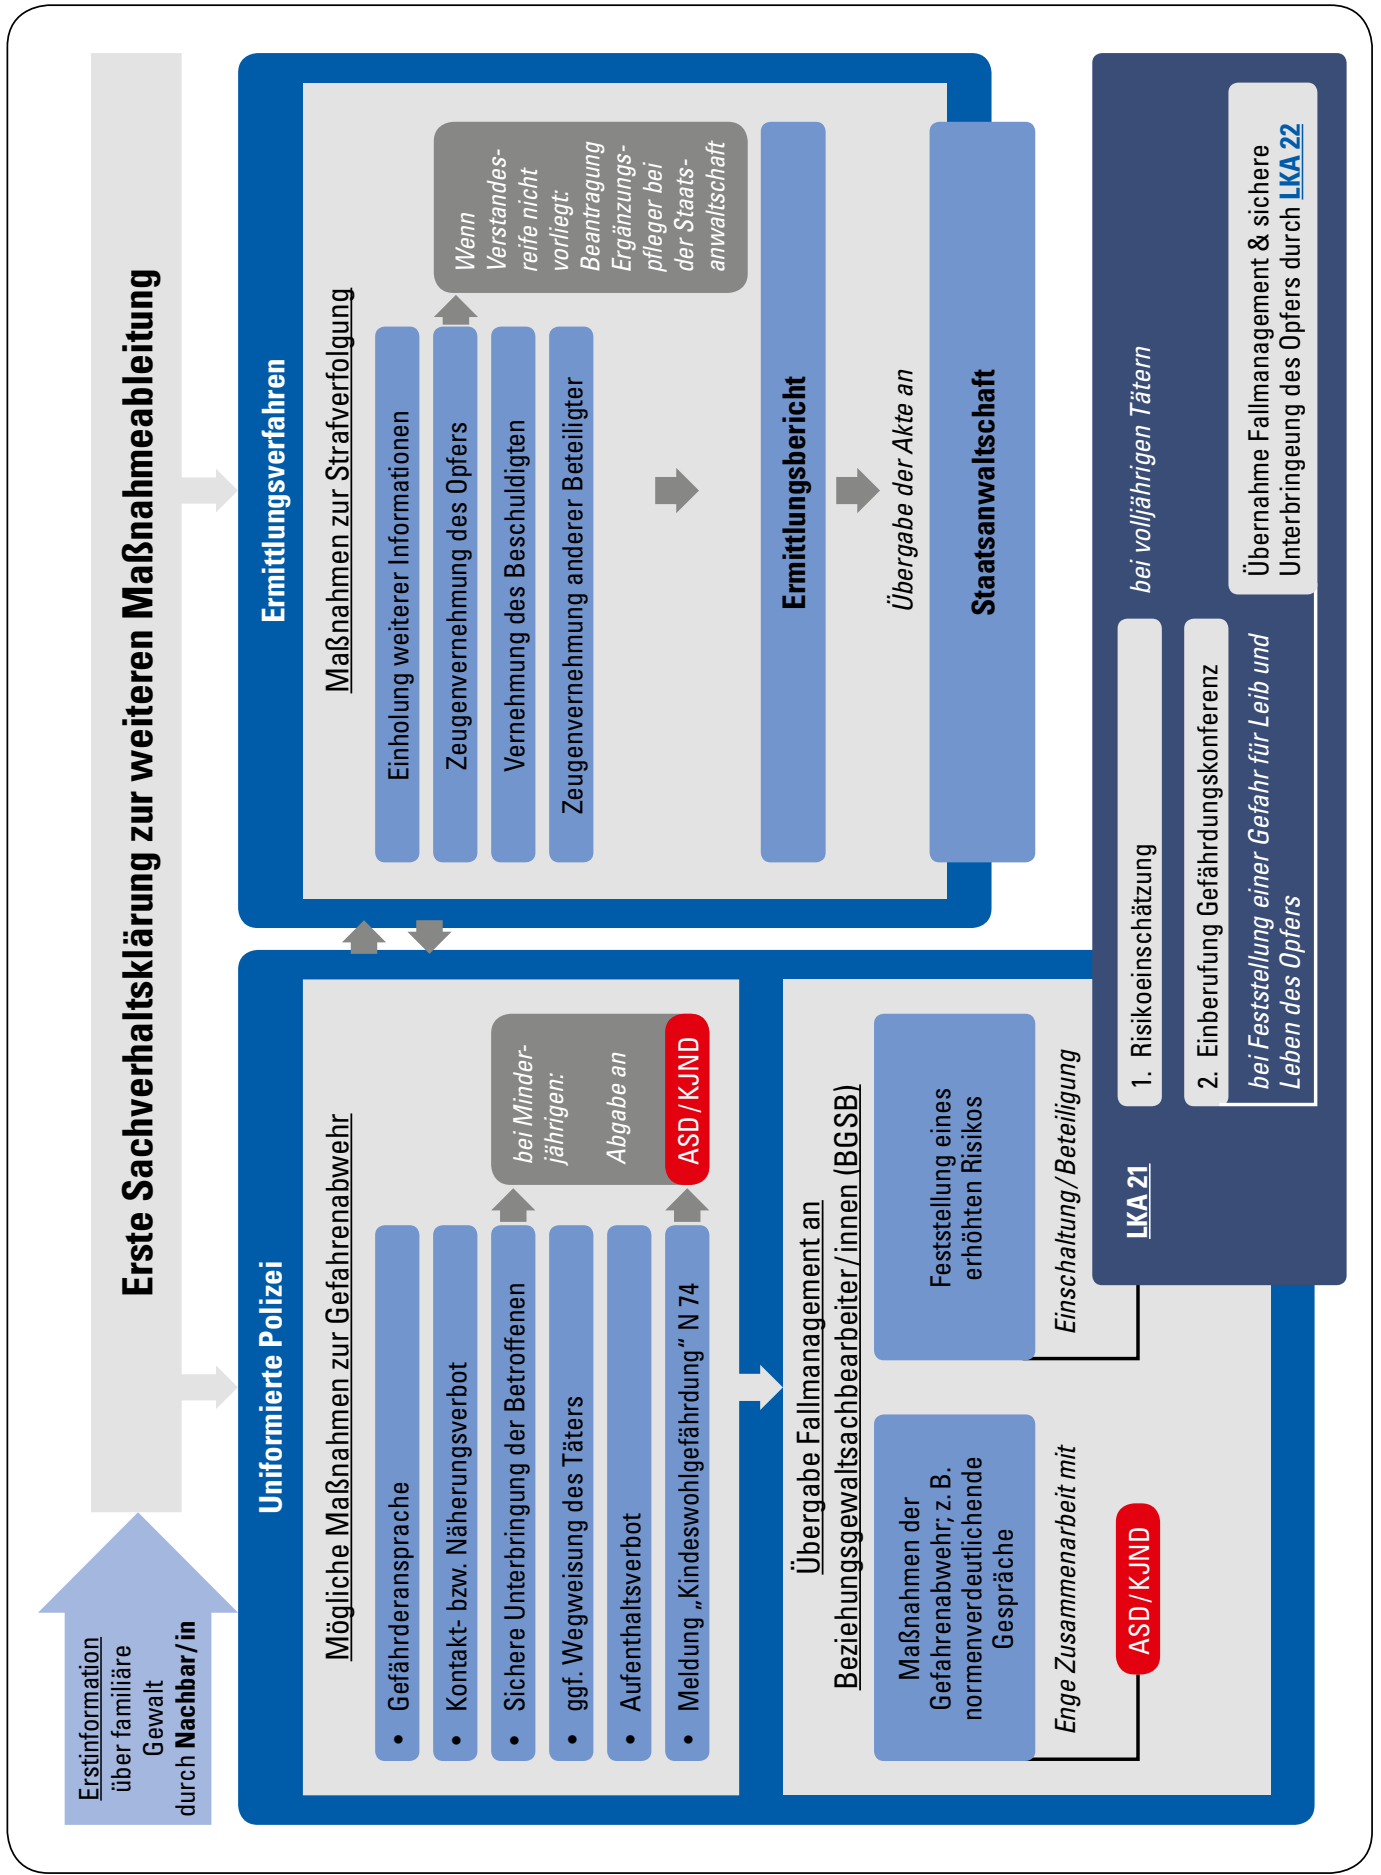 Erstinformation
über familiäre
Gewalt
durch Nachbar/in
Erste Sachverhaltsklärung zur weiteren Maßnahmeableitung
Uniformierte Polizei
Mögliche Maßnahmen zur Gefahrenabwehr
• Gefährderansprache
• Kontakt- bzw. Näherungsverbot
• Sichere Unterbringung der Betroffenen
• ggf. Wegweisung des Täters
• Aufenthaltsverbot
• Meldung „Kindeswohlgefährdung“ N 74
bei Minder-
jährigen:
Abgabe an
ASD/KJND
Übergabe Fallmanagement an
Beziehungsgewaltsachbearbeiter/innen (BGSB)
Maßnahmen der
Gefahrenabwehr; z. B.
normenverdeutlichende
Gespräche
Enge Zusammenarbeit mit
ASD/KJND
Feststellung eines
erhöhten Risikos
Einschaltung/Beteiligung
Ermittlungsverfahren
Maßnahmen zur Strafverfolgung
Einholung weiterer Informationen
Zeugenvernehmung des Opfers
Vernehmung des Beschuldigten
Zeugenvernehmung anderer Beteiligter
Wenn
Verstandes-
reife nicht
vorliegt:
Beantragung
Ergänzungs-
pfleger bei
der Staats-
anwaltschaft
Ermittlungsbericht
Übergabe der Akte an
Staatsanwaltschaft
LKA 21
1. Risikoeinschätzung
bei volljährigen Tätern
2. Einberufung Gefährdungskonferenz
bei Feststellung einer Gefahr für Leib und
Leben des Opfers
Übernahme Fallmanagement & sichere
Unterbringeung des Opfers durch LKA 22